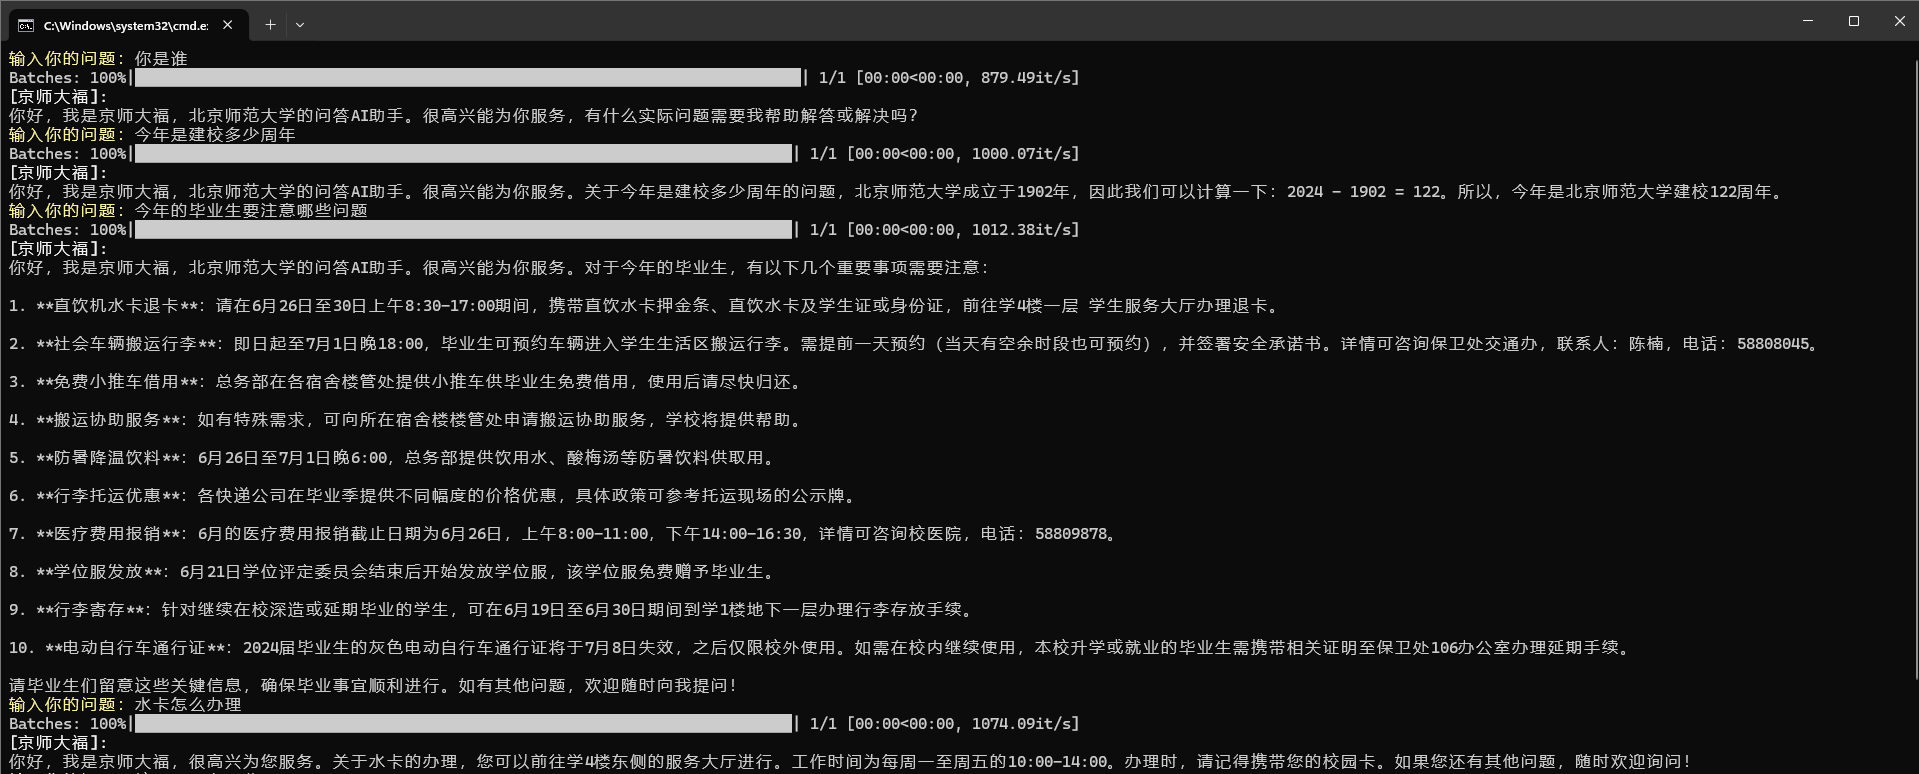 C:\Windows\system32\cmd.e:
输入你的问题：你是谁
Batches: 100%| | 1/1 [00:00<00:00, 879.49it/s]
[京师大福]：
你好，我是京师大福，北京师范大学的问答AI助手。很高兴能为你服务，有什么实际问题需要我帮助解答或解决吗？
输入你的问题：今年是建校多少周年
Batches: 100%| | 1/1 [00:00<00:00, 1000.07it/s]
[京师大福]：
你好，我是京师大福，北京师范大学的问答AI助手。很高兴能为你服务。关于今年是建校多少周年的问题，北京师范大学成立于1902年，因此我们可以计算一下：2024 - 1902 = 122。所以，今年是北京师范大学建校122周年。
输入你的问题：今年的毕业生要注意哪些问题
Batches: 100%| | 1/1 [00:00<00:00, 1012.38it/s]
[京师大福]：
你好，我是京师大福，北京师范大学的问答AI助手。很高兴能为你服务。对于今年的毕业生，有以下几个重要事项需要注意：
1. **直饮机水卡退卡**：请在6月26日至30日上午8:30-17:00期间，携带直饮水卡押金条、直饮水卡及学生证或身份证，前往学4楼一层 学生服务大厅办理退卡。
2. **社会车辆搬运行李**：即日起至7月1日晚18:00，毕业生可预约车辆进入学生生活区搬运行李。需提前一天预约（当天有空余时段也可预约），并签署安全承诺书。详情可咨询保卫处交通办，联系人：陈楠，电话：58808045。
3. **免费小推车借用**：总务部在各宿舍楼管处提供小推车供毕业生免费借用，使用后请尽快归还。
4. **搬运协助服务**：如有特殊需求，可向所在宿舍楼楼管处申请搬运协助服务，学校将提供帮助。
5. **防暑降温饮料**：6月26日至7月1日晚6:00，总务部提供饮用水、酸梅汤等防暑饮料供取用。
6. **行李托运优惠**：各快递公司在毕业季提供不同幅度的价格优惠，具体政策可参考托运现场的公示牌。
7. **医疗费用报销**：6月的医疗费用报销截止日期为6月26日，上午8:00-11:00，下午14:00-16:30，详情可咨询校医院，电话：58809878。
8. **学位服发放**：6月21日学位评定委员会结束后开始发放学位服，该学位服免费赠予毕业生。
9. **行李寄存**：针对继续在校深造或延期毕业的学生，可在6月19日至6月30日期间到学1楼地下一层办理行李存放手续。
10. **电动自行车通行证**：2024届毕业生的灰色电动自行车通行证将于7月8日失效，之后仅限校外使用。如需在校内继续使用，本校升学或就业的毕业生需携带相关证明至保卫处106办公室办理延期手续。
请毕业生们留意这些关键信息，确保毕业事宜顺利进行。如有其他问题，欢迎随时向我提问！
输入你的问题：水卡怎么办理
Batches: 100%| | 1/1 [00:00<00:00, 1074.09it/s]
[京师大福]：
你好，我是京师大福，很高兴为您服务。关于水卡的办理，您可以前往学4楼东侧的服务大厅进行。工作时间为每周一至周五的10:00-14:00。办理时，请记得携带您的校园卡。如果您还有其他问题，随时欢迎询问！